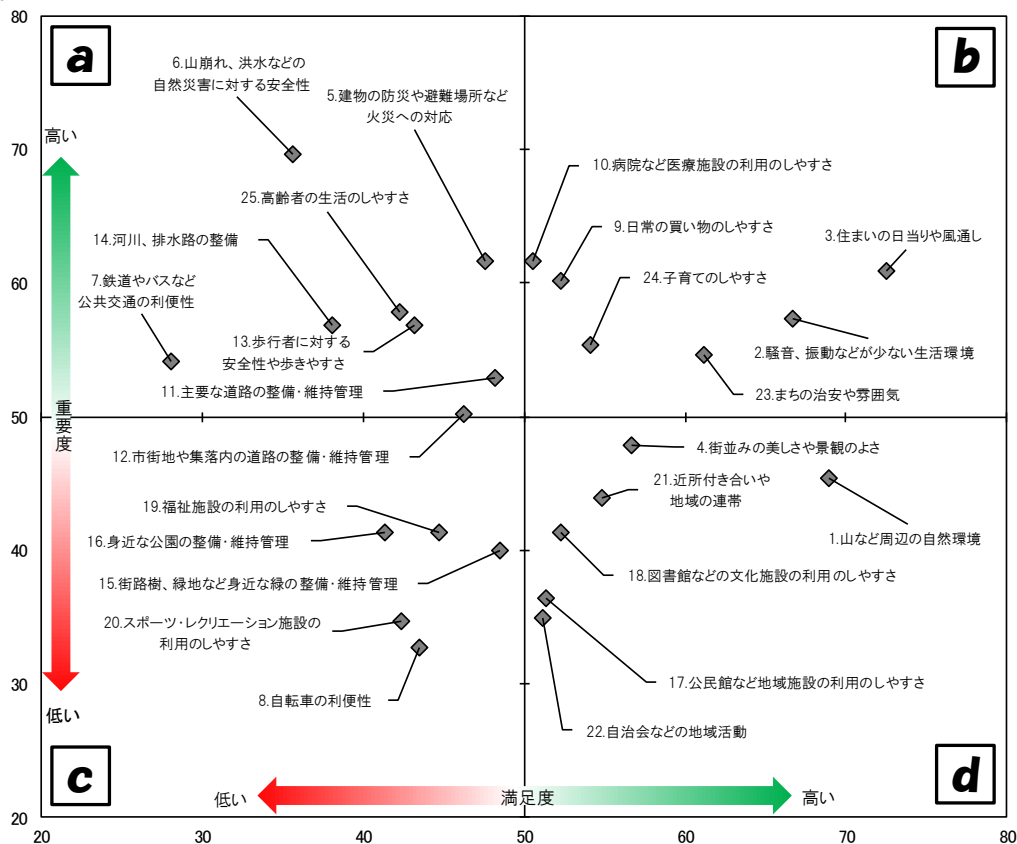 80
a
b
6.山崩れ、洪水などの
自然災害に対する安全性
5.建物の防災や避難場所など
火災への対応
高い
70
10.病院など医療施設の利用のしやすさ
25.高齢者の生活のしやすさ
9.日常の買い物のしやすさ
3.住まいの日当りや風通し
14.河川、排水路の整備
7.鉄道やバスなど
公共交通の利便性
24.子育てのしやすさ
60
13.歩行者に対する
安全性や歩きやすさ
2.騒音、振動などが少ない生活環境
11.主要な道路の整備・維持管理
23.まちの治安や雰囲気
50
重要度
12.市街地や集落内の道路の整備・維持管理
4.街並みの美しさや景観のよさ
21.近所付き合いや
地域の連帯
19.福祉施設の利用のしやすさ
16.身近な公園の整備・維持管理
1.山など周辺の自然環境
40
15.街路樹、緑地など身近な緑の整備・維持管理
18.図書館などの文化施設の利用のしやすさ
20.スポーツ・レクリエーション施設の
利用のしやすさ
30
17.公民館など地域施設の利用のしやすさ
8.自転車の利便性
低い
22.自治会などの地域活動
c
d
低い
満足度
高い
20
20 30 40 50 60 70 80